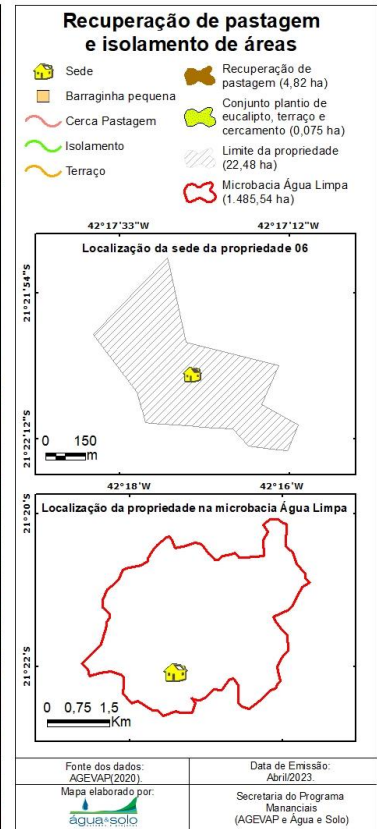 Recuperação de pastagem
e isolamento de áreas
Sede
Barraginha pequena
Cerca Pastagem
Isolamento
Terraço
Recuperação de
pastagem (4,82 ha)
Conjunto plantio de
eucalipto, terraço e
cercamento (0,075 ha)
Limite da propriedade
(22,48 ha)
Microbacia Água Limpa
(1.485,54 ha)
42°17'33"W 42°17'12"W
Localização da sede da propriedade 06
21°21'54"S
21°22'12"S
0 150
m
42°18'W 42°16'W
Localização da propriedade na microbacia Água Limpa
21°20'S
21°22'S
0 0,75 1,5
Km
Fonte dos dados:
AGEVAP(2020).
Data de Emissão:
Abril/2023.
Mapa elaborado por:
água&solo
Secretaria do Programa
Mananciais
(AGEVAP e Água e Solo)